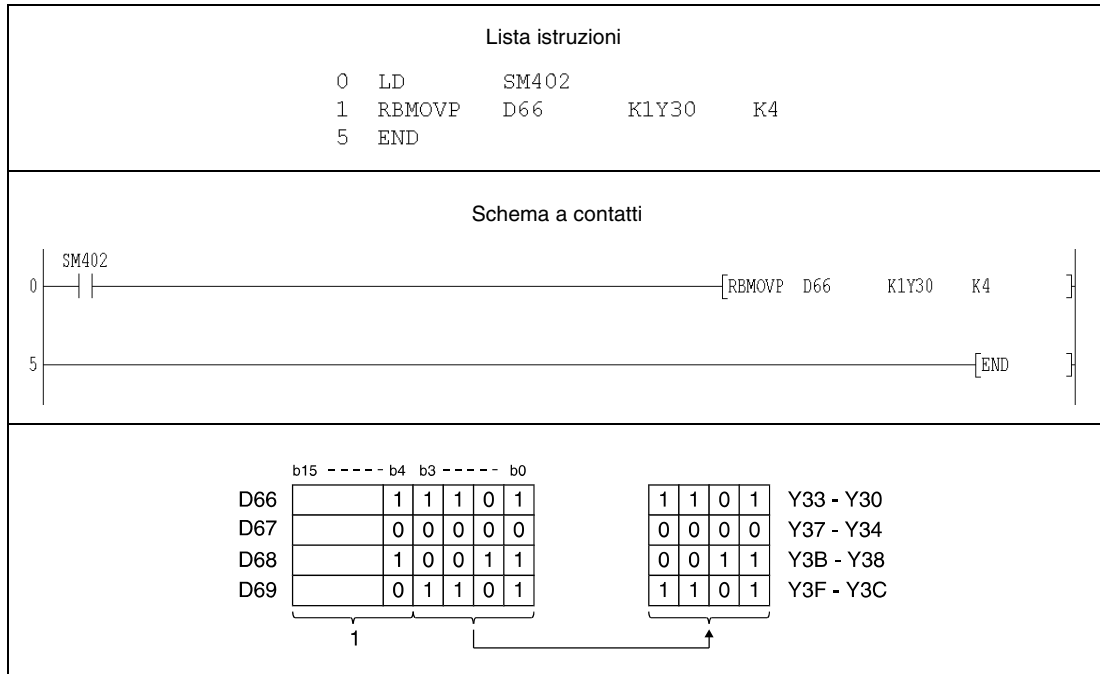 Lista istruzioni
0 LD SM402
1 RBMOVP D66 K1Y30 K4
5 END
Schema a contatti
SM402
0 RBMOVP D66 K1Y30 K4
5 END
b15 - - - - - b4 b3 - - - - - b0
D66 1 1 1 0 1 1 1 0 1 Y33 - Y30
D67 0 0 0 0 0 0 0 0 0 Y37 - Y34
D68 1 0 0 1 1 0 0 1 1 Y3B - Y38
D69 0 1 1 0 1 1 1 0 1 Y3F - Y3C
1